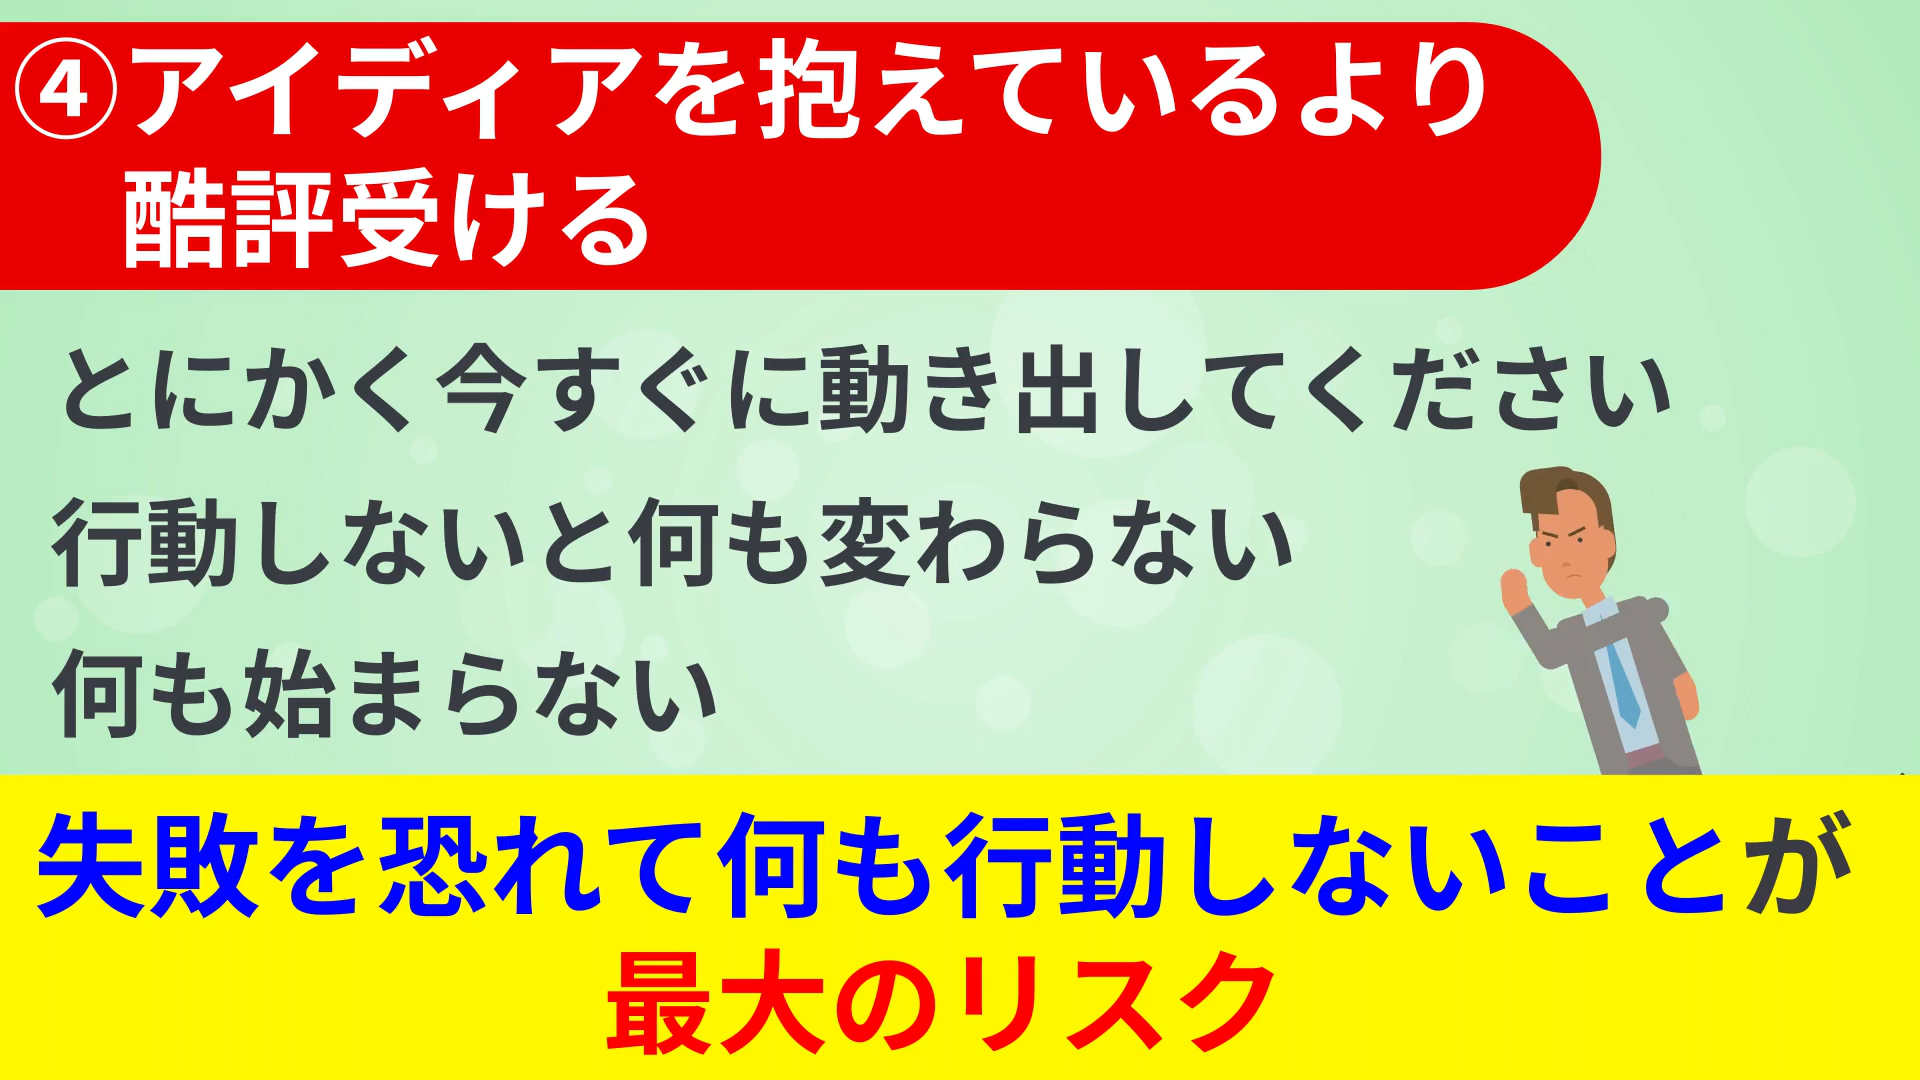 ④アイディアを抱えているより
酷評受ける
とにかく今すぐに動き出してください
行動しないと何も変わらない
何も始まらない
失敗を恐れて何も行動しないことが
最大のリスク